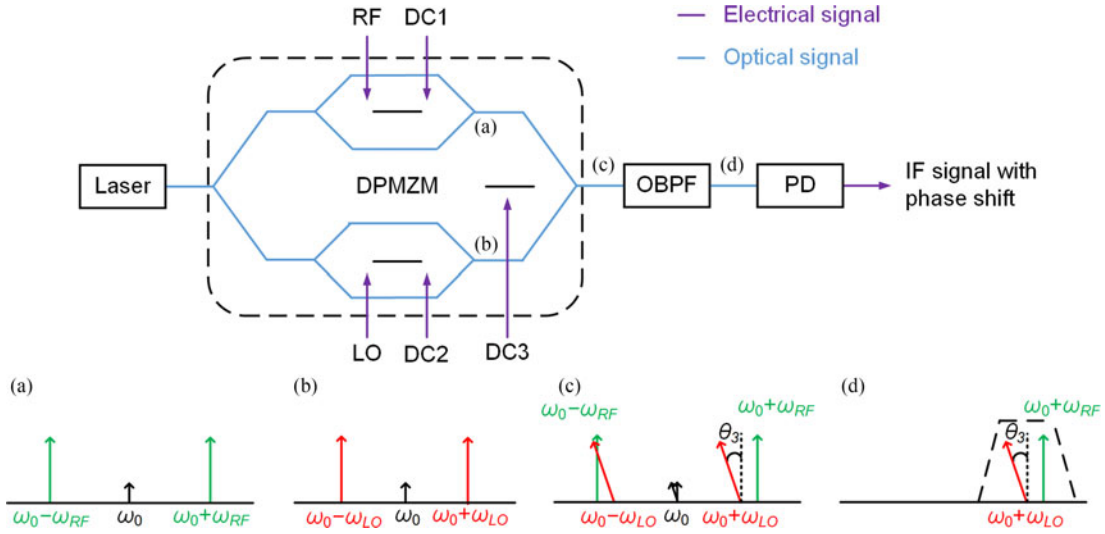 RF DC1
Electrical signal
Optical signal
(a)
Laser
DPMZM
(c)
OBPF
(d)
PD
IF signal with
phase shift
(b)
LO DC2 DC3
(a) (b) (c) (d)
ω0−ωRF ω0+ωRF ω0+ωRF
θ3 θ3
ω0−ωRF ω0 ω0+ωRF ω0−ωLO ω0 ω0+ωLO ω0−ωLO ω0 ω0+ωLO ω0+ωLO